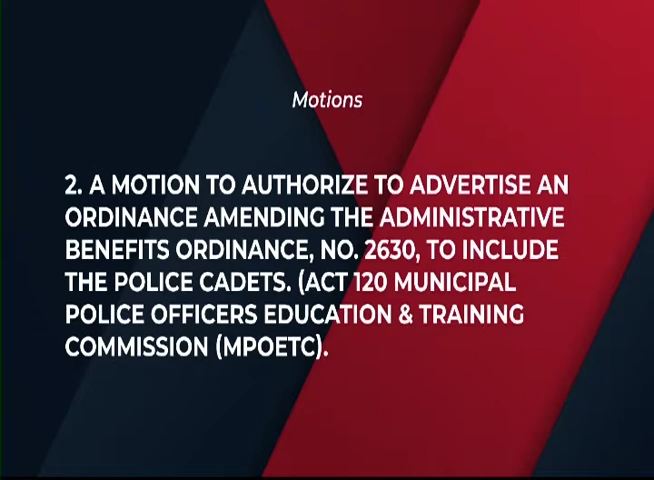 Motions
2. A MOTION TO AUTHORIZE TO ADVERTISE AN
ORDINANCE AMENDING THE ADMINISTRATIVE
BENEFITS ORDINANCE, NO. 2630, TO INCLUDE
THE POLICE CADETS. (ACT 120 MUNICIPAL
POLICE OFFICERS EDUCATION & TRAINING
COMMISSION (MPOETC).